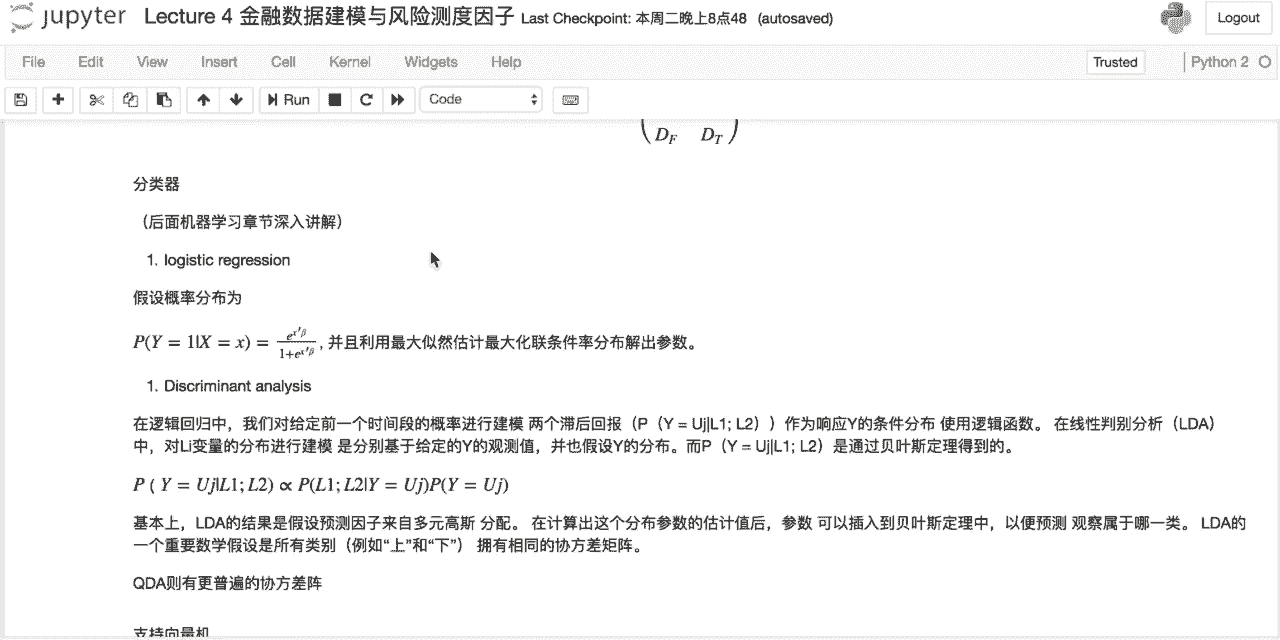 jupyter Lecture 4 金融数据建模与风险测度因子 Last Checkpoint: 本周二晚上8点48 (autosaved) Logout
File Edit View Insert Cell Kernel Widgets Help Trusted Python 2
Run Code
( D_F D_T )
分类器
（后面机器学习章节深入讲解）
1. logistic regression
假设概率分布为
P(Y = 1|X = x) = e^{x′β} / 1+e^{x′β} , 并且利用最大似然估计最大化联条件率分布解出参数。
1. Discriminant analysis
在逻辑回归中，我们对给定前一个时间段的概率进行建模 两个滞后回报（P（Y = Uj|L1; L2））作为响应Y的条件分布 使用逻辑函数。 在线性判别分析（LDA）
中，对Li变量的分布进行建模 是分别基于给定的Y的观测值，并也假设Y的分布。而P（Y = Uj|L1; L2）是通过贝叶斯定理得到的。
P（Y = Uj|L1; L2) ∝ P(L1; L2|Y = Uj)P(Y = Uj)
基本上，LDA的结果是假设预测因子来自多元高斯 分配。 在计算出这个分布参数的估计值后，参数 可以插入到贝叶斯定理中，以便预测 观察属于哪一类。 LDA的
一个重要数学假设是所有类别（例如“上”和“下”） 拥有相同的协方差矩阵。
QDA则有更普遍的协方差阵
支持向量机